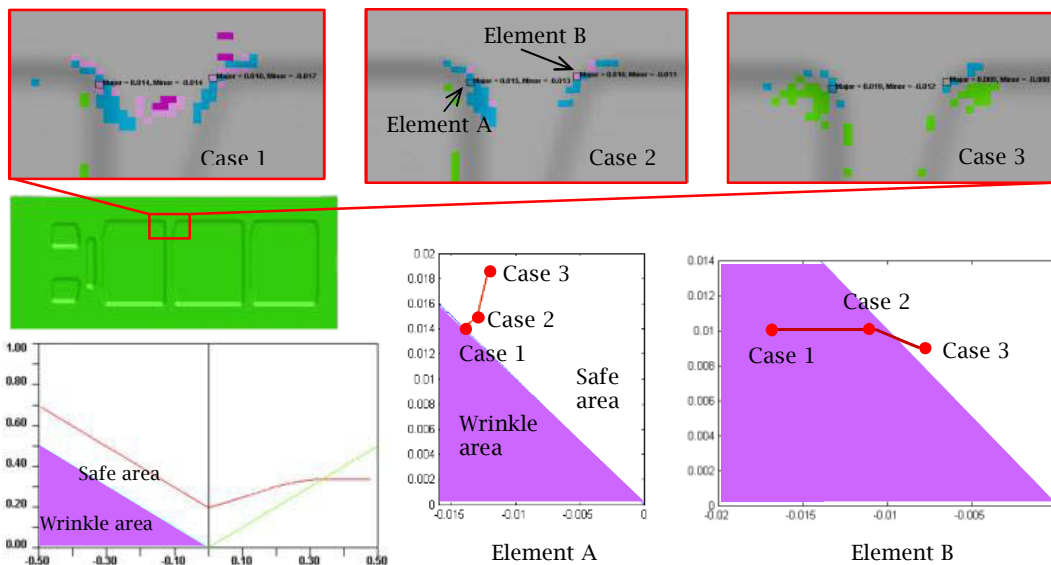 Major = 0.014, Minor = -0.014
Major = 0.010, Minor = -0.017
Case 1
Element B
Major = 0.015, Minor = -0.013
Major = 0.010, Minor = -0.011
Element A
Case 2
Major = 0.019, Minor = -0.012
Major = 0.009, Minor = -0.008
Case 3
1.00
0.80
0.60
0.40
0.20
0.00
-0.50
-0.30
-0.10
0.10
0.30
0.50
Safe area
Wrinkle area
0.02
0.018
0.016
0.014
0.012
0.01
0.008
0.006
0.004
0.002
0
-0.015
-0.01
-0.005
0
Case 3
Case 2
Case 1
Safe
area
Wrinkle
area
Element A
0.014
0.012
0.01
0.008
0.006
0.004
0.002
0
-0.02
-0.015
-0.01
-0.005
Case 2
Case 1
Case 3
Element B